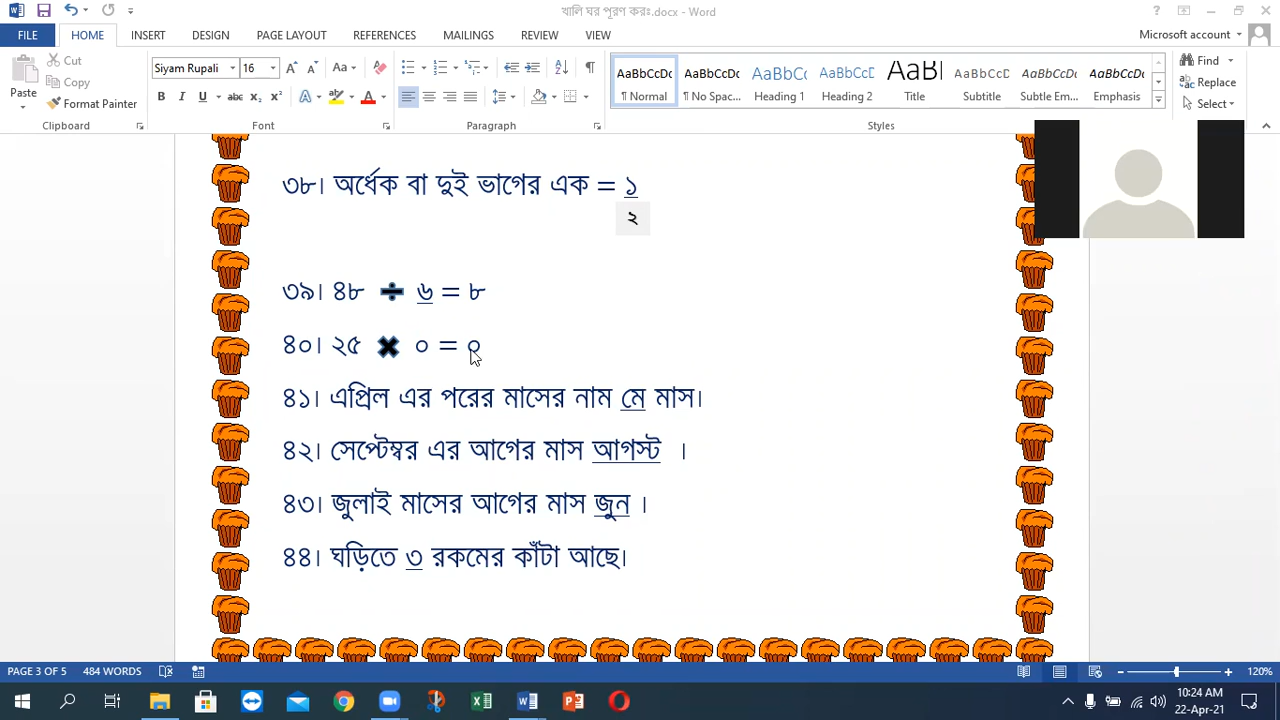 খালি ঘর পূরণ করঃ.docx - Word
FILE HOME INSERT DESIGN PAGE LAYOUT REFERENCES MAILINGS REVIEW VIEW Microsoft account
Cut
Copy
Format Painter
Paste
Siyam Rupali 16
AaBbCcDc AaBbCcDc AaBbCc AaBbCcC AaBl AaBbCcD AaBbCcDc AaBbCcDc
¶ Normal ¶ No Spac... Heading 1 Heading 2 Title Subtitle Subtle Em... Emphasis
Find
Replace
Select
Clipboard Font Paragraph Styles
৩৮। অর্ধেক বা দুই ভাগের এক = ১
২
৩৯। ৪৮ ÷ ৬ = ৮
৪০। ২৫ ✖ ০ = ০
৪১। এপ্রিল এর পরের মাসের নাম মে মাস।
৪২। সেপ্টেম্বর এর আগের মাস আগস্ট ।
৪৩। জুলাই মাসের আগের মাস জুন ।
৪৪। ঘড়িতে ৩ রকমের কাঁটা আছে।
PAGE 3 OF 5 484 WORDS 120%
10:24 AM
22-Apr-21